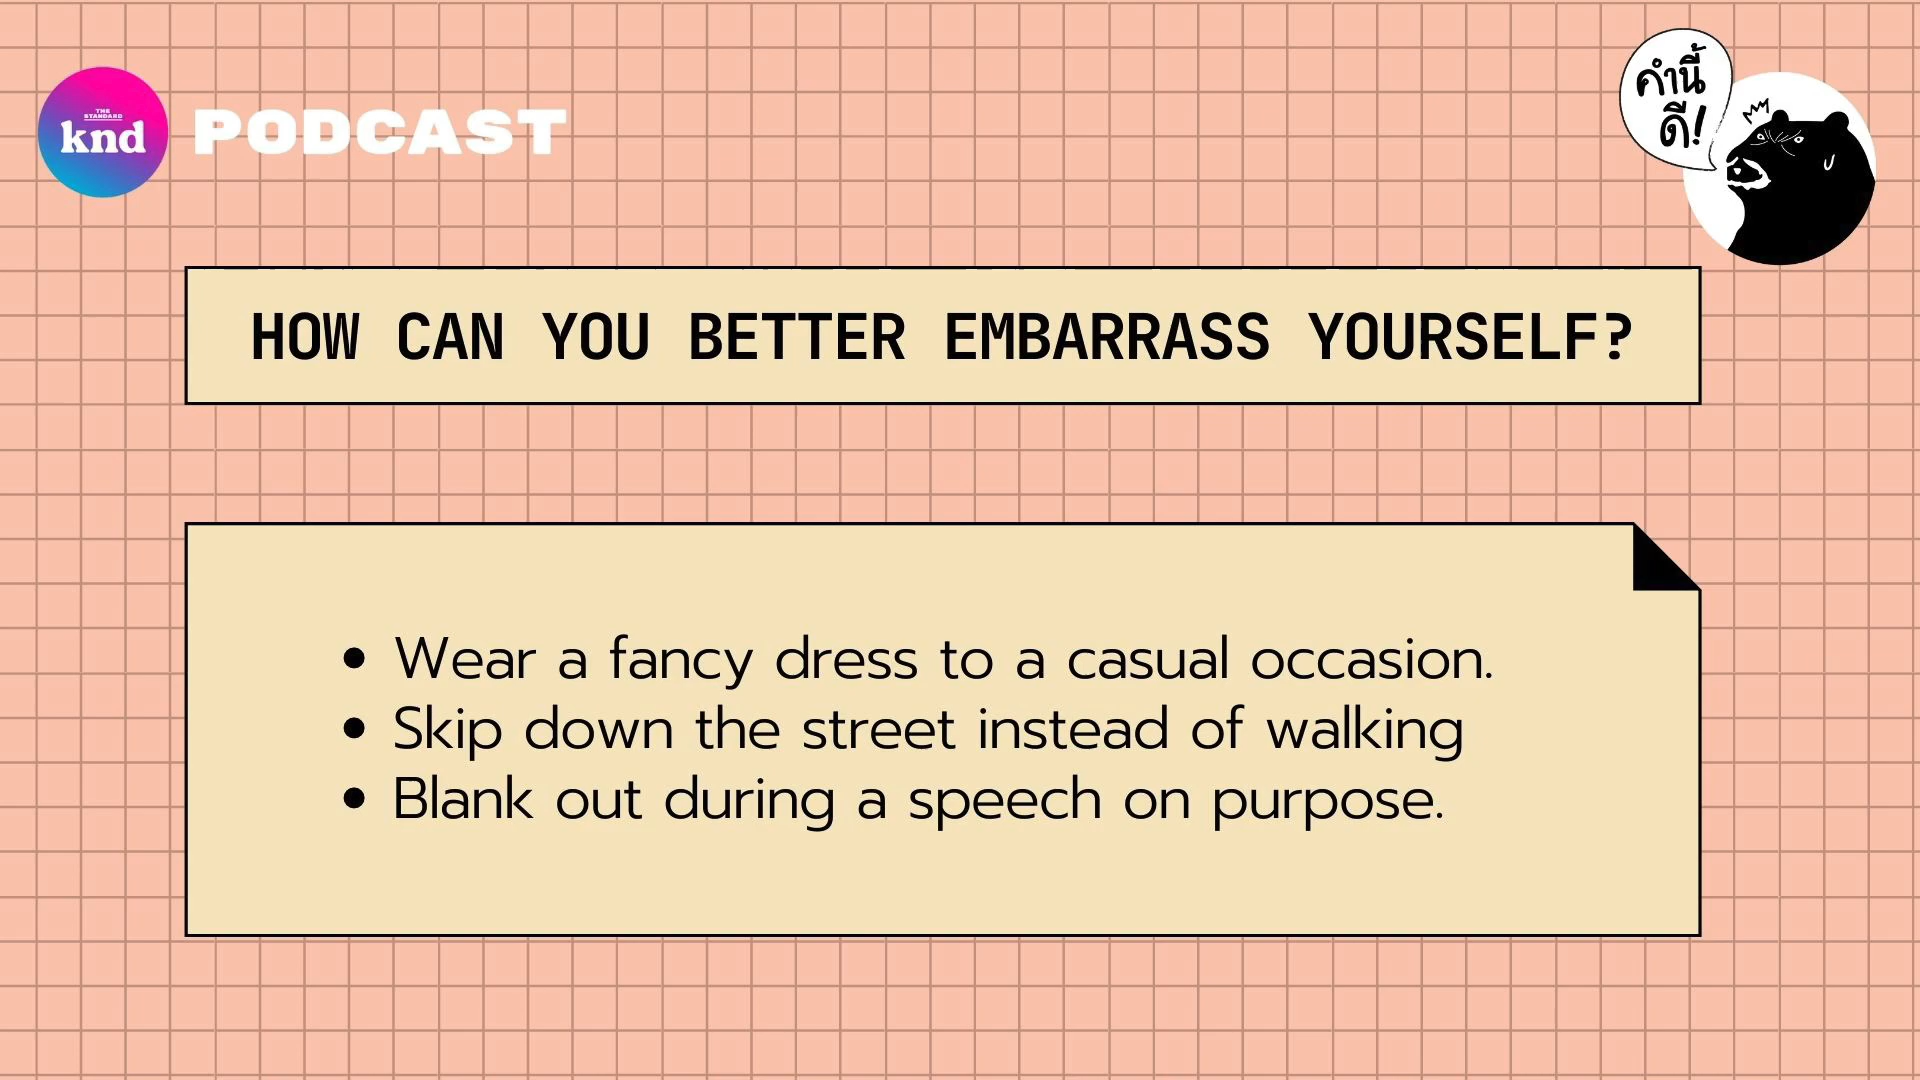 THE
STANDARD
knd
PODCAST
คำนี้
ดี!
HOW CAN YOU BETTER EMBARRASS YOURSELF?
• Wear a fancy dress to a casual occasion.
• Skip down the street instead of walking
• Blank out during a speech on purpose.